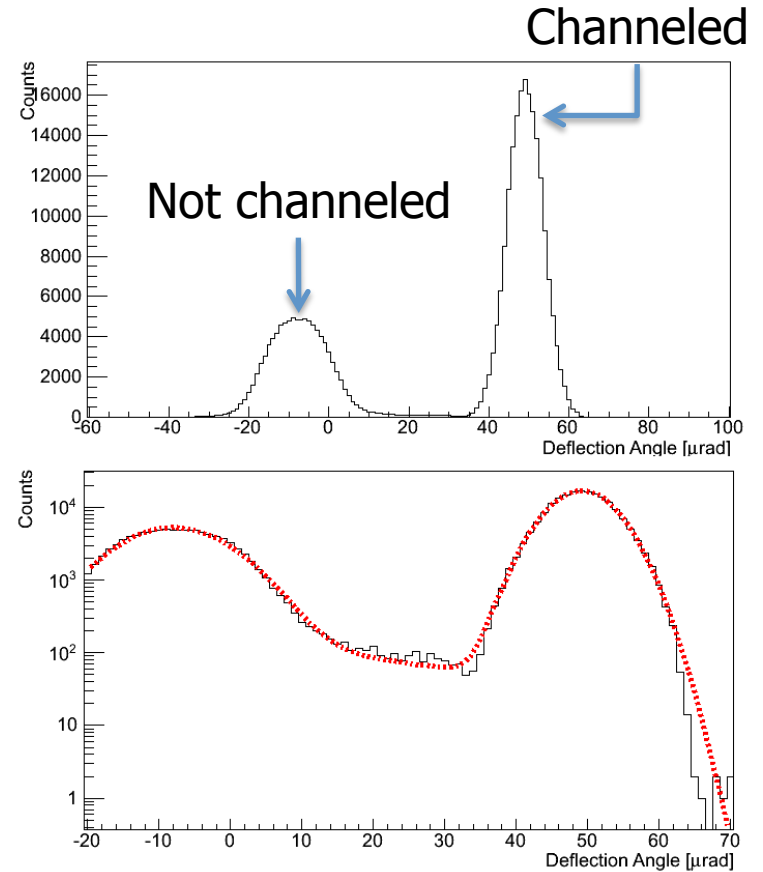 Channeled
Counts
16000
14000
12000
Not channeled
10000
8000
6000
4000
2000
0
-60 -40 -20 0 20 40 60 80 100
Deflection Angle [μrad]
Counts
10⁴
10³
10²
10
1
-20 -10 0 10 20 30 40 50 60 70
Deflection Angle [μrad]